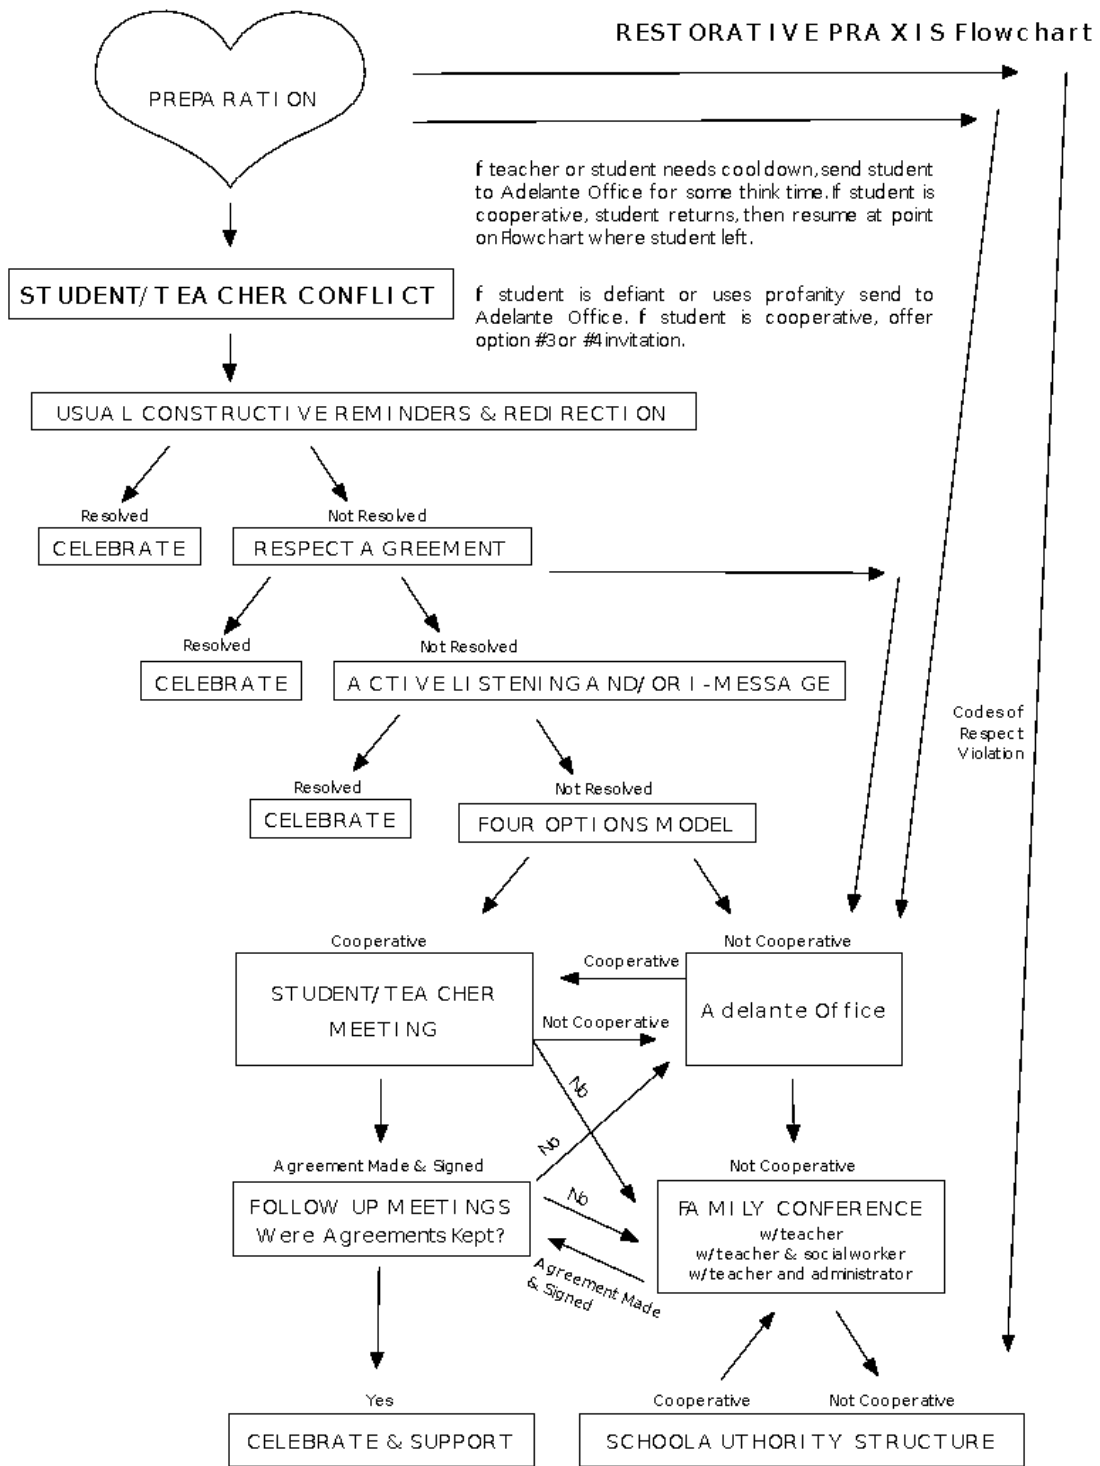 RESTORATIVE PRAXIS Flowchart
PREPARATION
f teacher or student needs cool down, send student
to Adelante Office for some think time. If student is
cooperative, student returns, then resume at point
on Flowchart where student left.
STUDENT/TEACHER CONFLICT
f student is defiant or uses profanity send to
Adelante Office. f student is cooperative, offer
option #3 or #4 invitation.
USUAL CONSTRUCTIVE REMINDERS & REDIRECTION
Resolved
Not Resolved
CELEBRATE
RESPECT AGREEMENT
Resolved
Not Resolved
CELEBRATE
ACTIVE LISTENING AND/OR I-MESSAGE
Codes of
Respect
Violation
Resolved
Not Resolved
CELEBRATE
FOUR OPTIONS MODEL
Cooperative
Not Cooperative
STUDENT/TEACHER
MEETING
Cooperative
Not Cooperative
Adelante Office
No
No
Agreement Made & Signed
Not Cooperative
FOLLOW UP MEETINGS
Were Agreements Kept?
No
Agreement Made
& Signed
FAMILY CONFERENCE
w/teacher
w/teacher & social worker
w/teacher and administrator
Yes
Cooperative
Not Cooperative
CELEBRATE & SUPPORT
SCHOOL AUTHORITY STRUCTURE